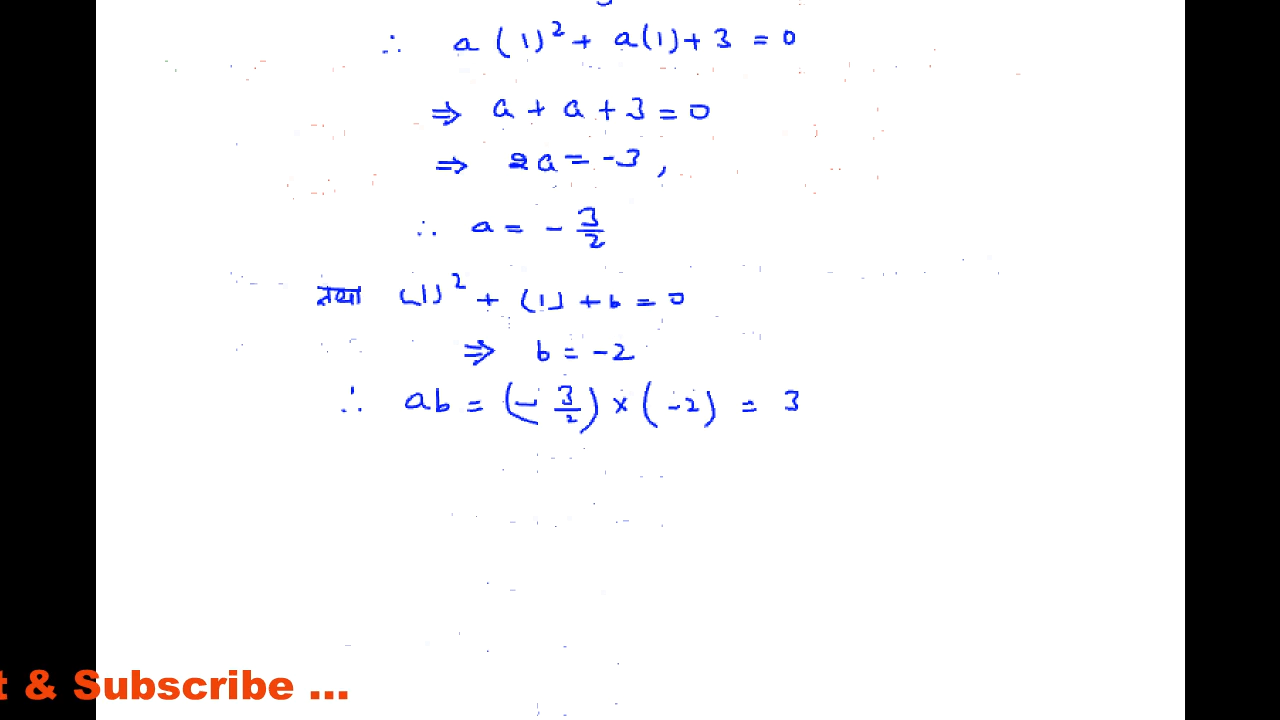 ∴ a (1)² + a(1) + 3 = 0
⇒ a + a + 3 = 0
⇒ 2a = -3 ,
∴ a = - 3/2
तथा (1)² + (1) + b = 0
⇒ b = -2
∴ ab = (- 3/2) × (-2) = 3
& Subscribe ...